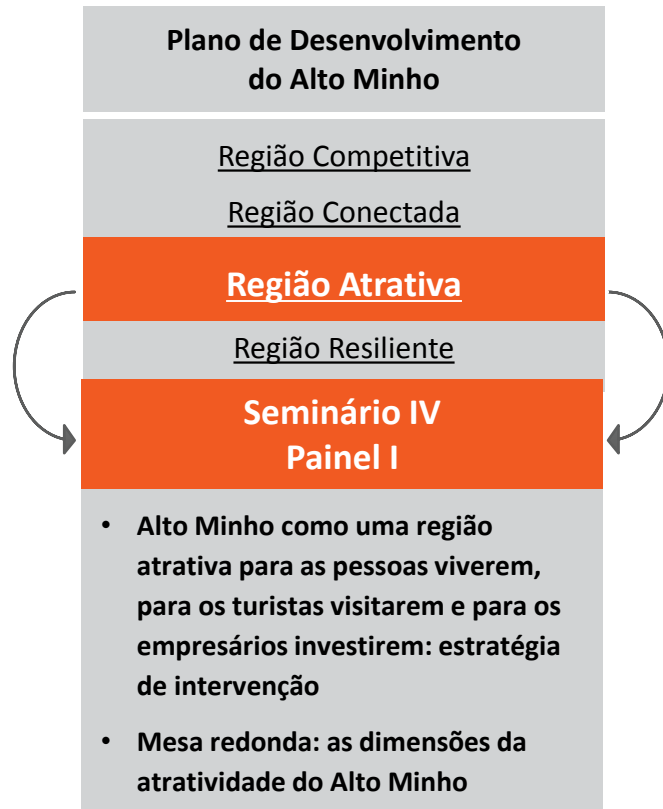 Plano de Desenvolvimento
do Alto Minho
Região Competitiva
Região Conectada
Região Atrativa
Região Resiliente
Seminário IV
Painel I
• Alto Minho como uma região
atrativa para as pessoas viverem,
para os turistas visitarem e para os
empresários investirem: estratégia
de intervenção
• Mesa redonda: as dimensões da
atratividade do Alto Minho